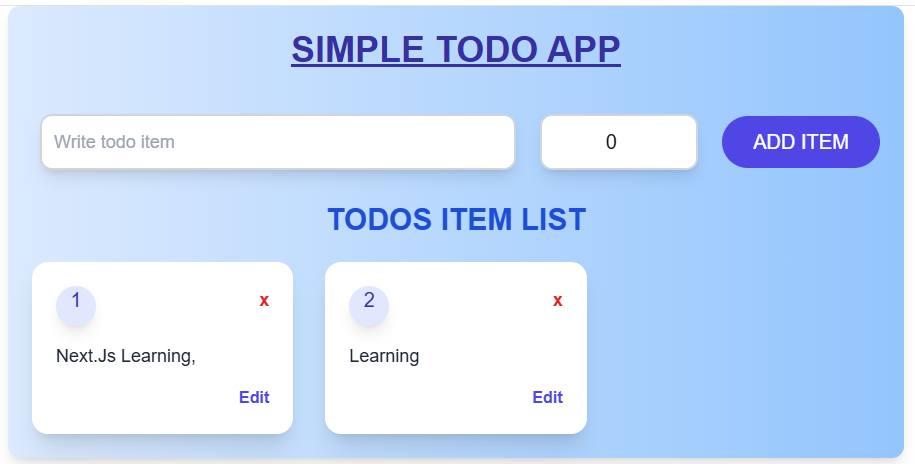 SIMPLE TODO APP
Write todo item
0
ADD ITEM
TODOS ITEM LIST
1
x
Next.Js Learning,
Edit
2
x
Learning
Edit